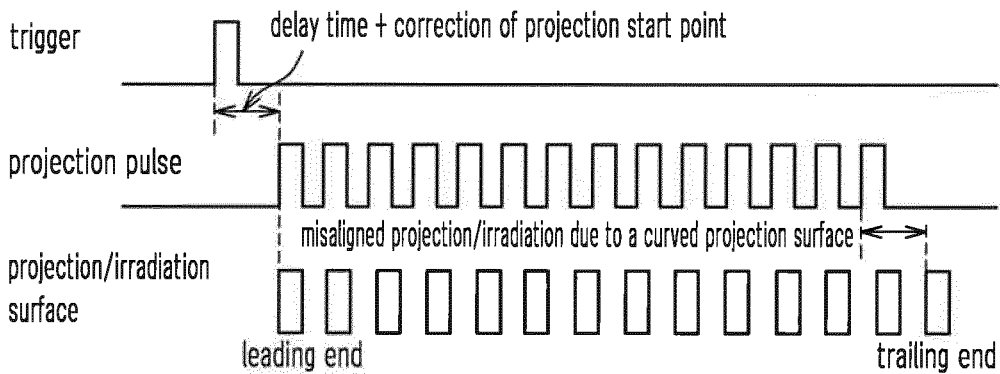 delay time + correction of projection start point
trigger
projection pulse
misaligned projection/irradiation due to a curved projection surface
projection/irradiation
surface
leading end
trailing end